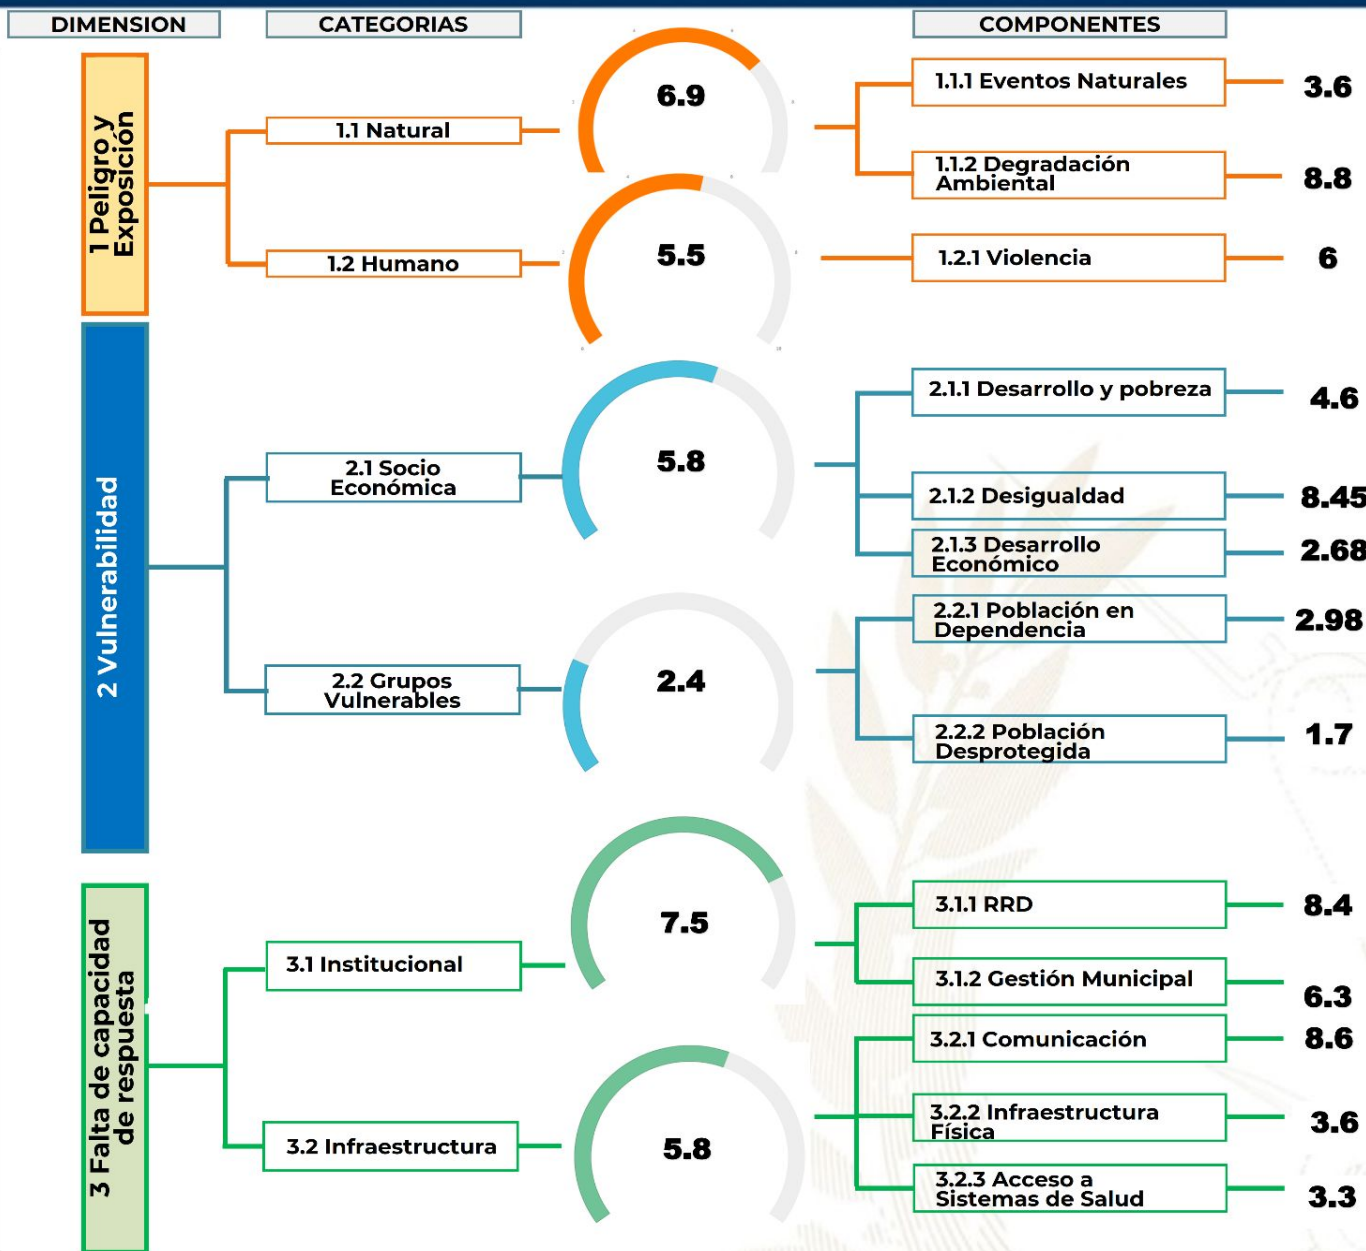 DIMENSION
CATEGORIAS
COMPONENTES
1 Peligro y
Exposición
1.1 Natural
6.9
1.1.1 Eventos Naturales
3.6
1.1.2 Degradación
Ambiental
8.8
1.2 Humano
5.5
1.2.1 Violencia
6
2 Vulnerabilidad
2.1 Socio
Económica
5.8
2.1.1 Desarrollo y pobreza
4.6
2.1.2 Desigualdad
8.45
2.1.3 Desarrollo
Económico
2.68
2.2 Grupos
Vulnerables
2.4
2.2.1 Población en
Dependencia
2.98
2.2.2 Población
Desprotegida
1.7
3 Falta de capacidad
de respuesta
3.1 Institucional
7.5
3.1.1 RRD
8.4
3.1.2 Gestión Municipal
6.3
3.2 Infraestructura
5.8
3.2.1 Comunicación
8.6
3.2.2 Infraestructura
Física
3.6
3.2.3 Acceso a
Sistemas de Salud
3.3